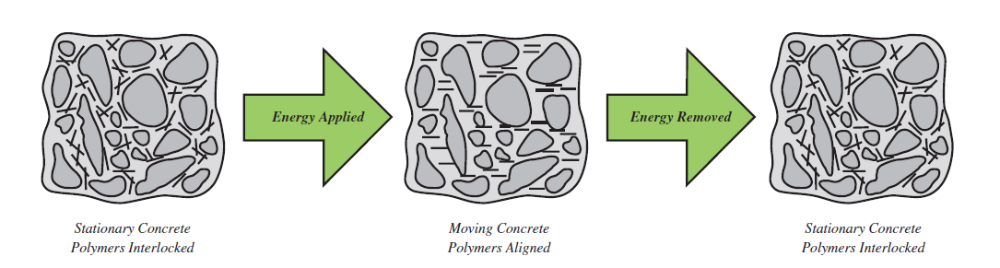 Energy Applied
Energy Removed
Stationary Concrete
Polymers Interlocked
Moving Concrete
Polymers Aligned
Stationary Concrete
Polymers Interlocked